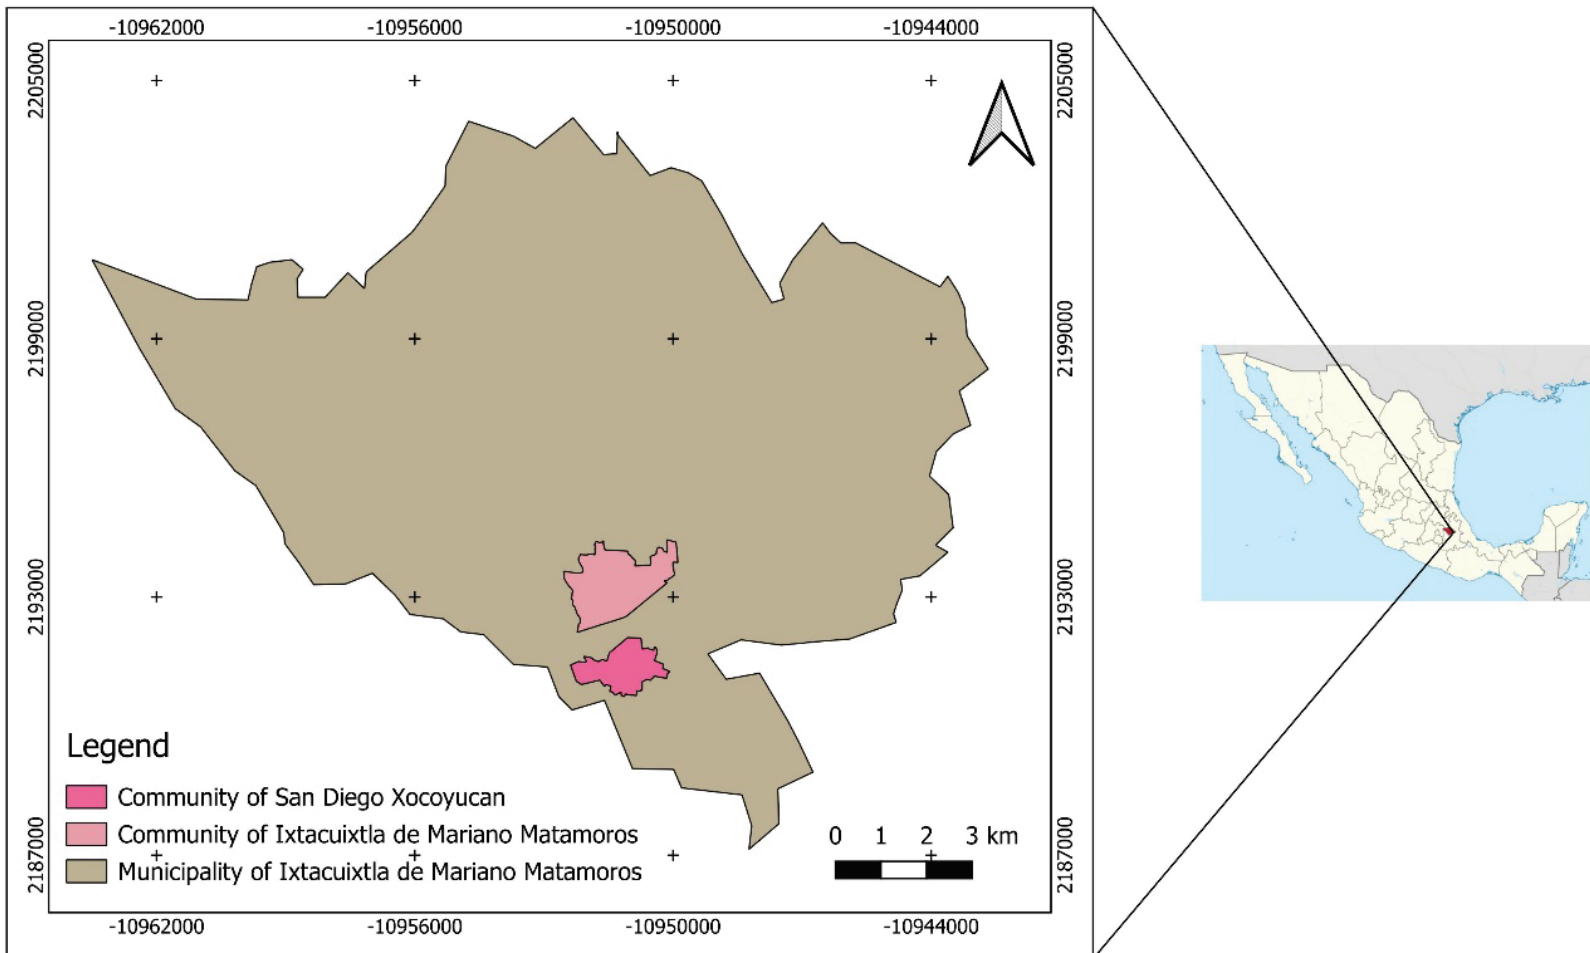 -10962000 -10956000 -10950000 -10944000
2205000 2205000
2199000 2199000
2193000 2193000
2187000 2187000
Legend
Community of San Diego Xocoyucan
Community of Ixtacuixtla de Mariano Matamoros
Municipality of Ixtacuixtla de Mariano Matamoros
0 1 2 3 km
-10962000 -10956000 -10950000 -10944000